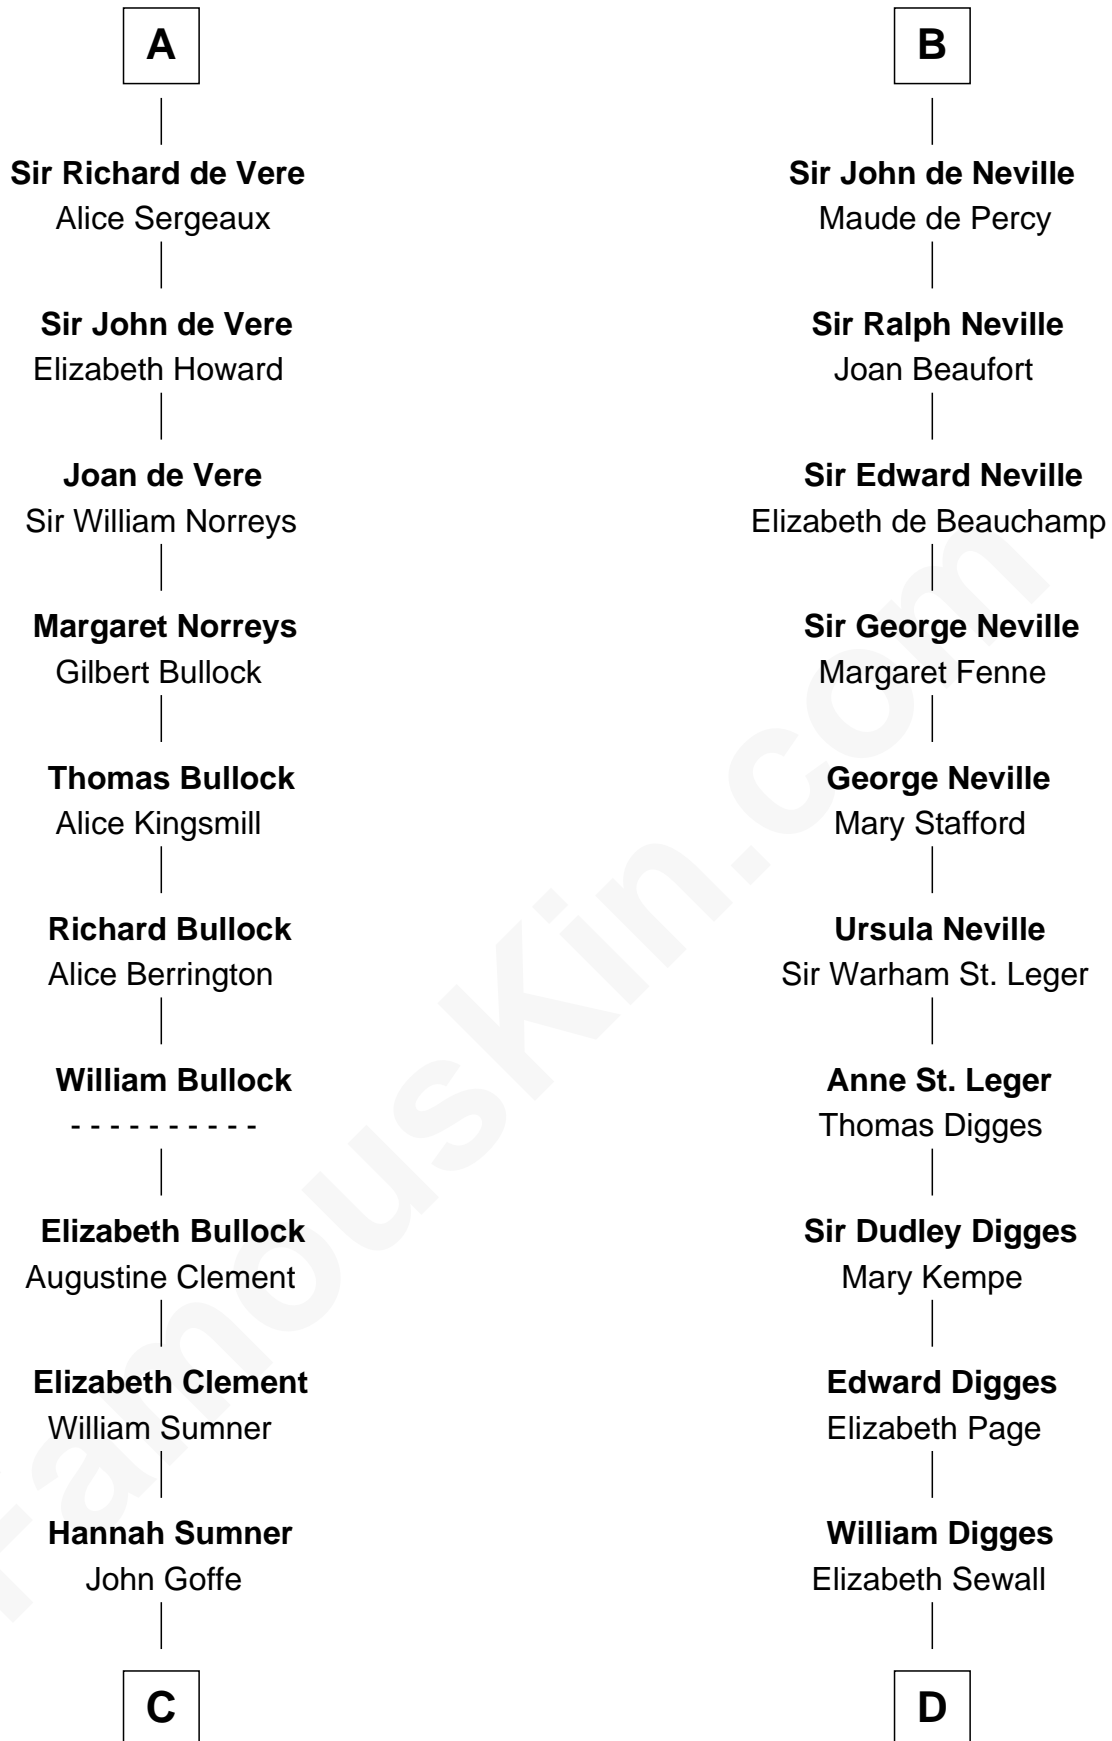 A
Sir Richard de Vere
Alice Sergeaux
Sir John de Vere
Elizabeth Howard
Joan de Vere
Sir William Norreys
Margaret Norreys
Gilbert Bullock
Thomas Bullock
Alice Kingsmill
Richard Bullock
Alice Berrington
William Bullock
- - - - - - - - - -
Elizabeth Bullock
Augustine Clement
Elizabeth Clement
William Sumner
Hannah Sumner
John Goffe
C
B
Sir John de Neville
Maude de Percy
Sir Ralph Neville
Joan Beaufort
Sir Edward Neville
Elizabeth de Beauchamp
Sir George Neville
Margaret Fenne
George Neville
Mary Stafford
Ursula Neville
Sir Warham St. Leger
Anne St. Leger
Thomas Digges
Sir Dudley Digges
Mary Kempe
Edward Digges
Elizabeth Page
William Digges
Elizabeth Sewall
D
FamousKin.com